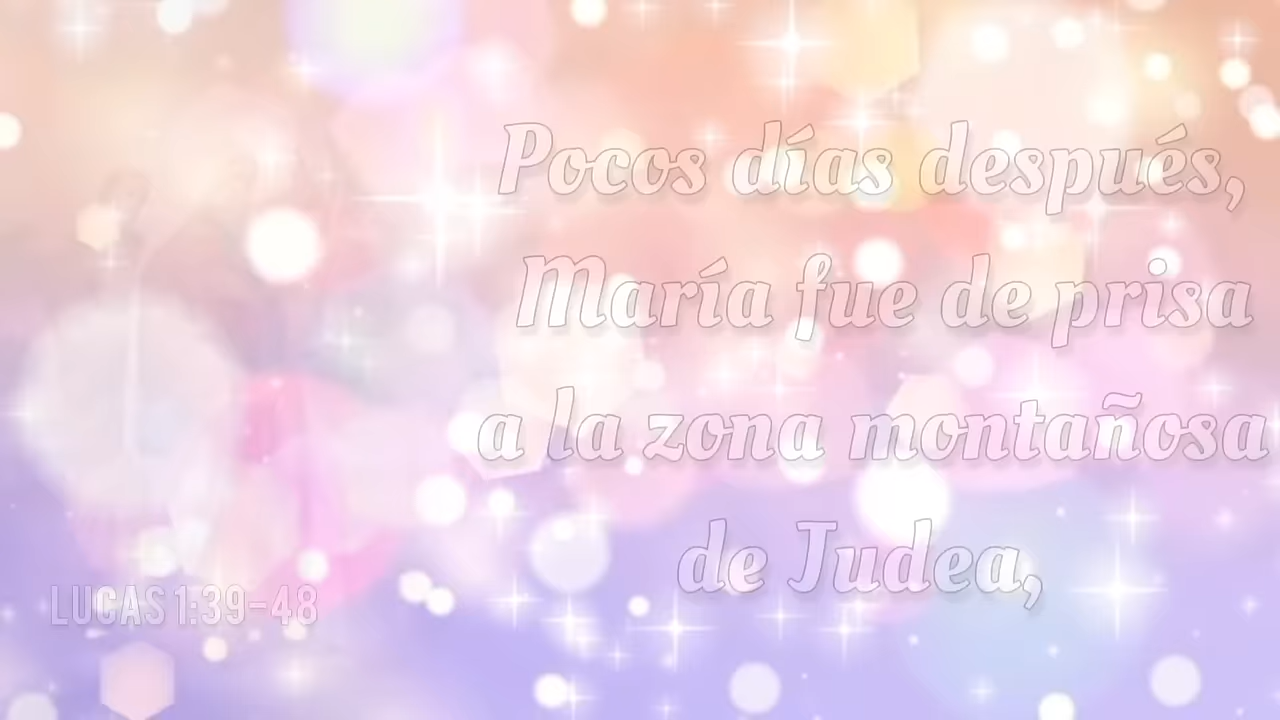 Pocos días después,
María fue de prisa
a la zona montañosa
de Judea,
LUCAS 1:39-48